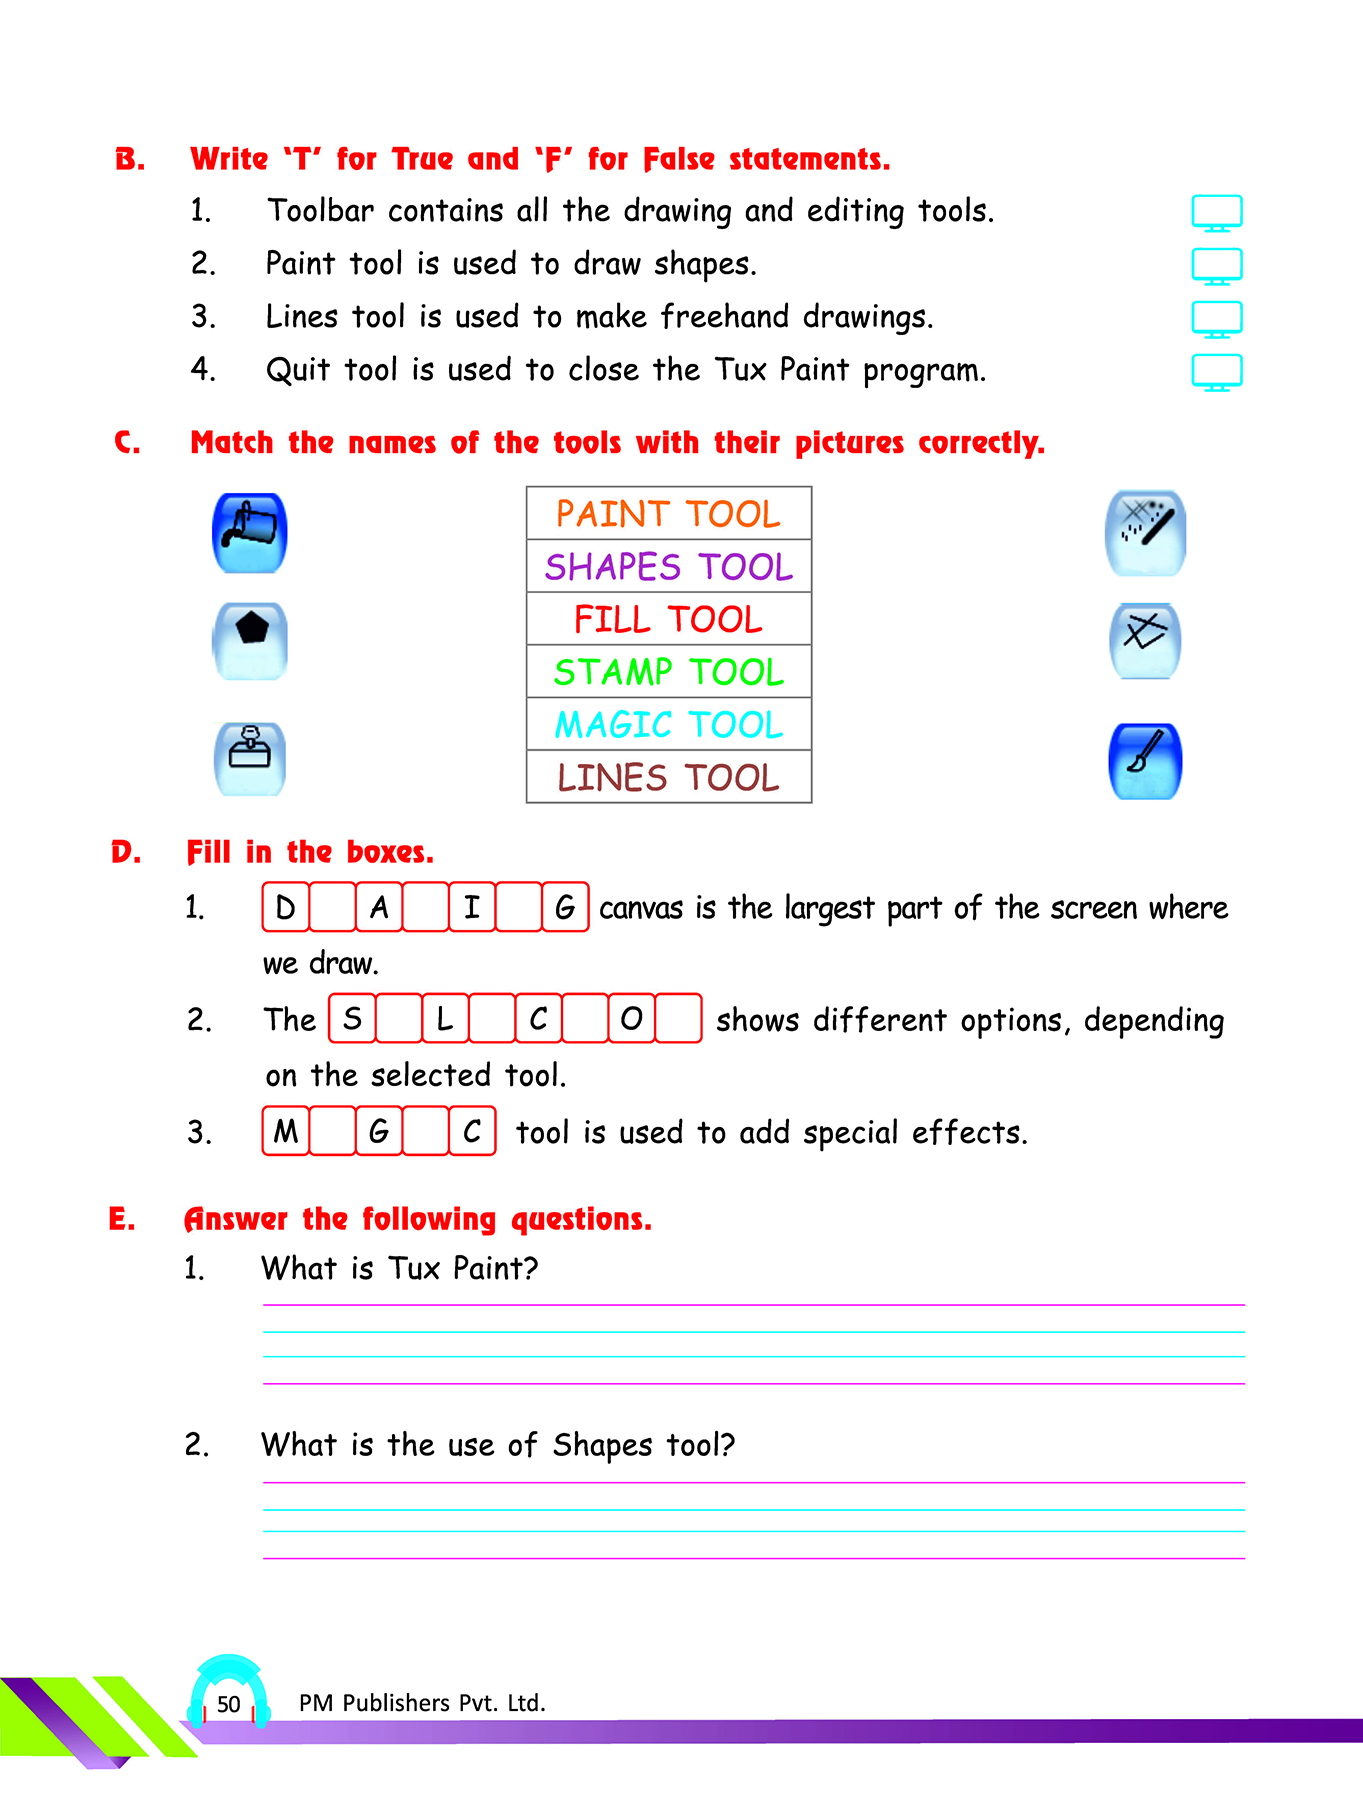 B. Write ‘T’ for True and ‘F’ for False statements.
1. Toolbar contains all the drawing and editing tools.
2. Paint tool is used to draw shapes.
3. Lines tool is used to make freehand drawings.
4. Quit tool is used to close the Tux Paint program.
C. Match the names of the tools with their pictures correctly.
PAINT TOOL
SHAPES TOOL
FILL TOOL
STAMP TOOL
MAGIC TOOL
LINES TOOL
D. Fill in the boxes.
1. D A I G canvas is the largest part of the screen where
we draw.
2. The S L C O shows different options, depending
on the selected tool.
3. M G C tool is used to add special effects.
E. Answer the following questions.
1. What is Tux Paint?
2. What is the use of Shapes tool?
50 PM Publishers Pvt. Ltd.